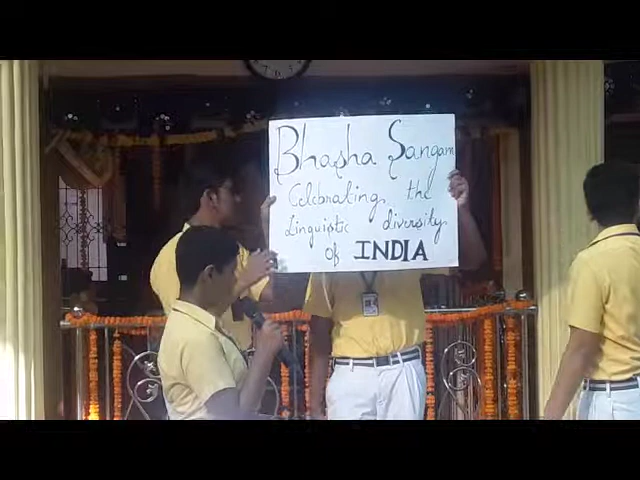 Bhasha Sangam
Celebrating the
Linguistic diversity
of INDIA